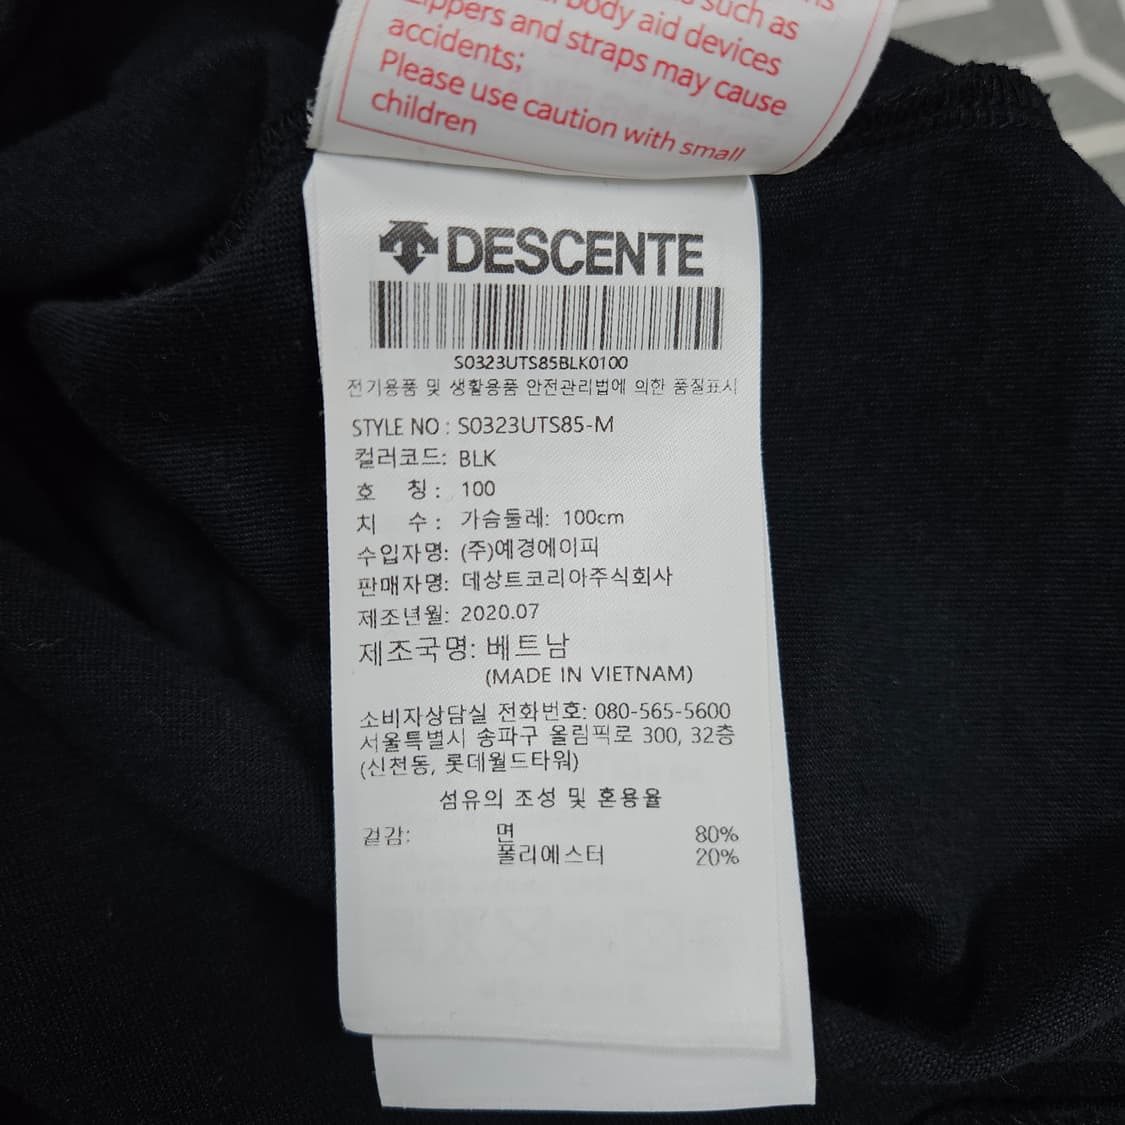 such as
body aid devices
zippers and straps may cause
accidents;
Please use caution with small
children
DESCENTE
S0323UTS85BLK0100
전기용품 및 생활용품 안전관리법에 의한 품질표시
STYLE NO : S0323UTS85-M
컬러코드: BLK
호 칭 : 100
치 수 : 가슴둘레: 100cm
수입자명: (주)예경에이피
판매자명: 데상트코리아주식회사
제조년월: 2020.07
제조국명: 베트남
(MADE IN VIETNAM)
소비자상담실 전화번호: 080-565-5600
서울특별시 송파구 올림픽로 300, 32층
(신천동, 롯데월드타워)
섬유의 조성 및 혼용율
겉감: 면 80%
폴리에스터 20%